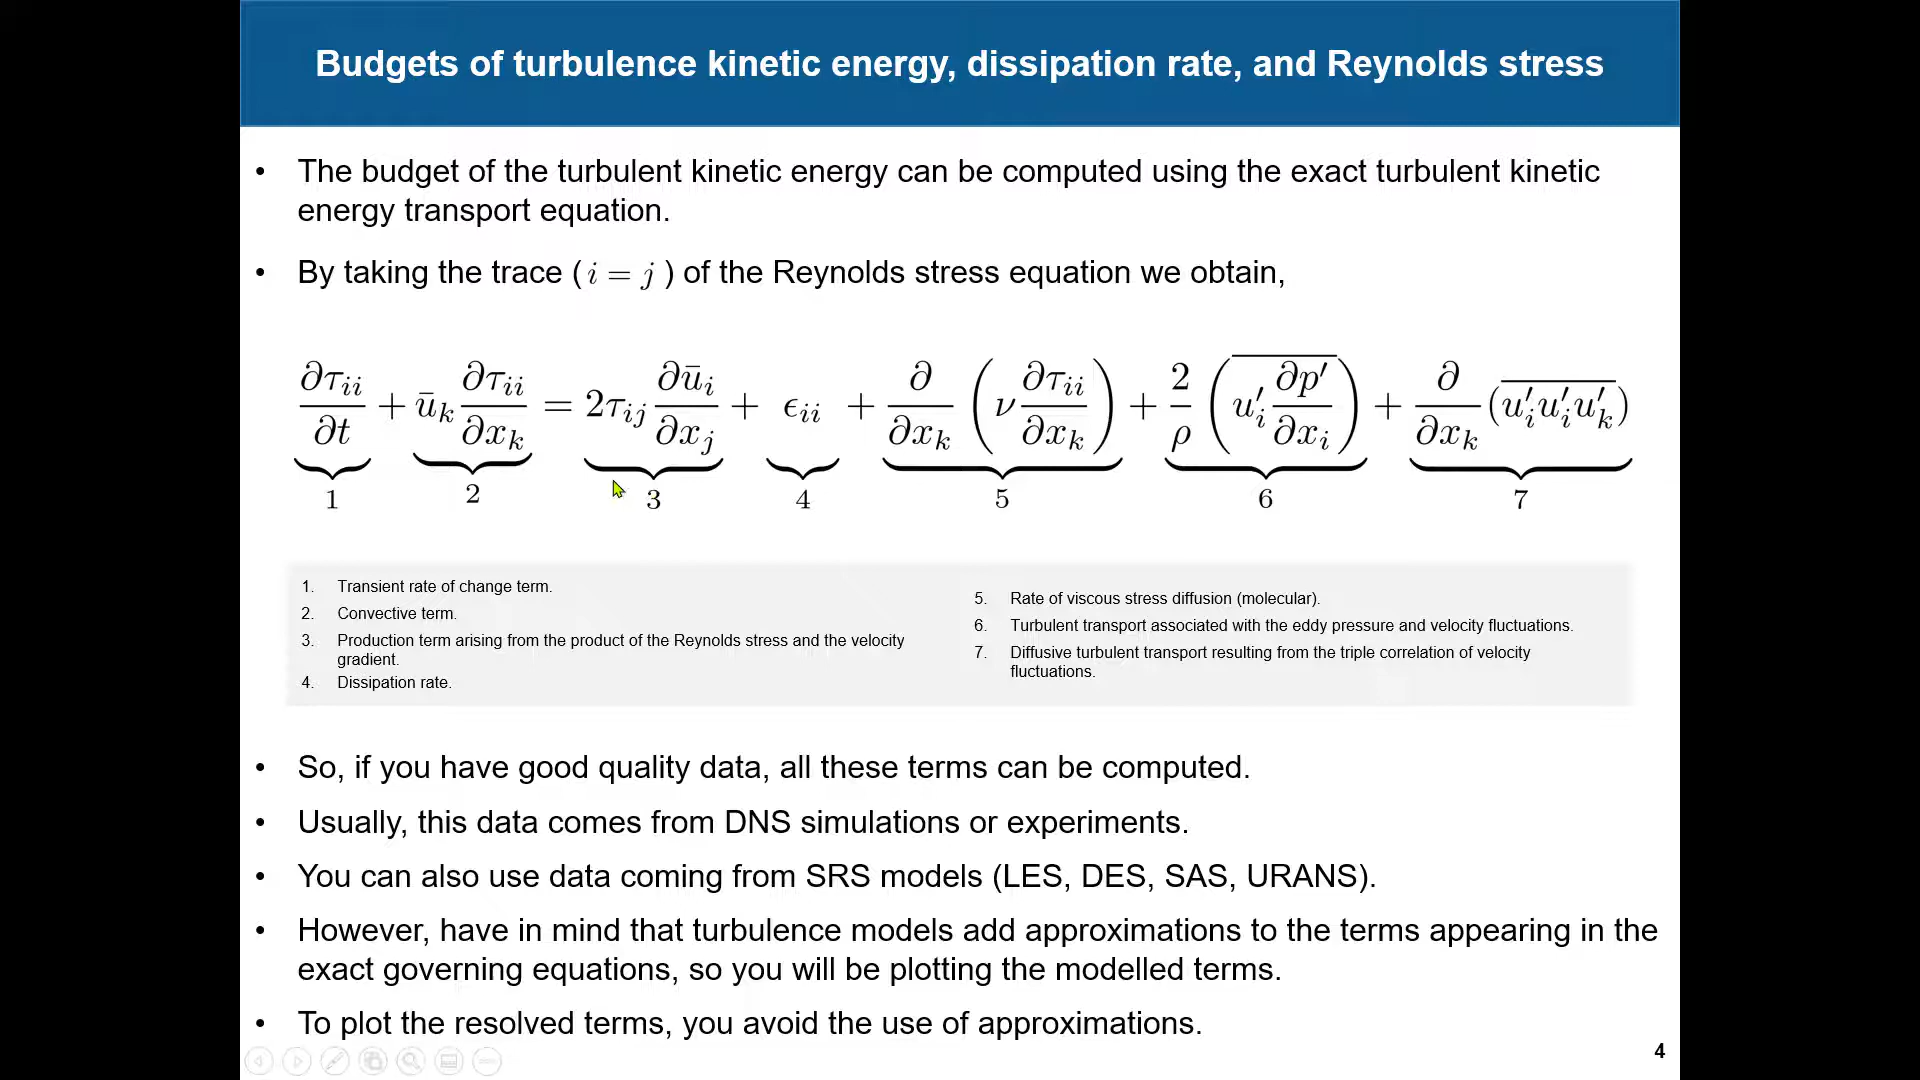 Budgets of turbulence kinetic energy, dissipation rate, and Reynolds stress
• The budget of the turbulent kinetic energy can be computed using the exact turbulent kinetic
energy transport equation.
• By taking the trace ( i = j ) of the Reynolds stress equation we obtain,
∂τ_ii/∂t + ū_k ∂τ_ii/∂x_k = 2τ_ij ∂ū_i/∂x_j + ϵ_ii + ∂/∂x_k (ν ∂τ_ii/∂x_k) + 2/ρ (\overline{u′_i ∂p′/∂x_i}) + ∂/∂x_k (\overline{u′_i u′_i u′_k})
1 2 3 4 5 6 7
1. Transient rate of change term.
2. Convective term.
3. Production term arising from the product of the Reynolds stress and the velocity
gradient.
4. Dissipation rate.
5. Rate of viscous stress diffusion (molecular).
6. Turbulent transport associated with the eddy pressure and velocity fluctuations.
7. Diffusive turbulent transport resulting from the triple correlation of velocity
fluctuations.
• So, if you have good quality data, all these terms can be computed.
• Usually, this data comes from DNS simulations or experiments.
• You can also use data coming from SRS models (LES, DES, SAS, URANS).
• However, have in mind that turbulence models add approximations to the terms appearing in the
exact governing equations, so you will be plotting the modelled terms.
• To plot the resolved terms, you avoid the use of approximations.
4